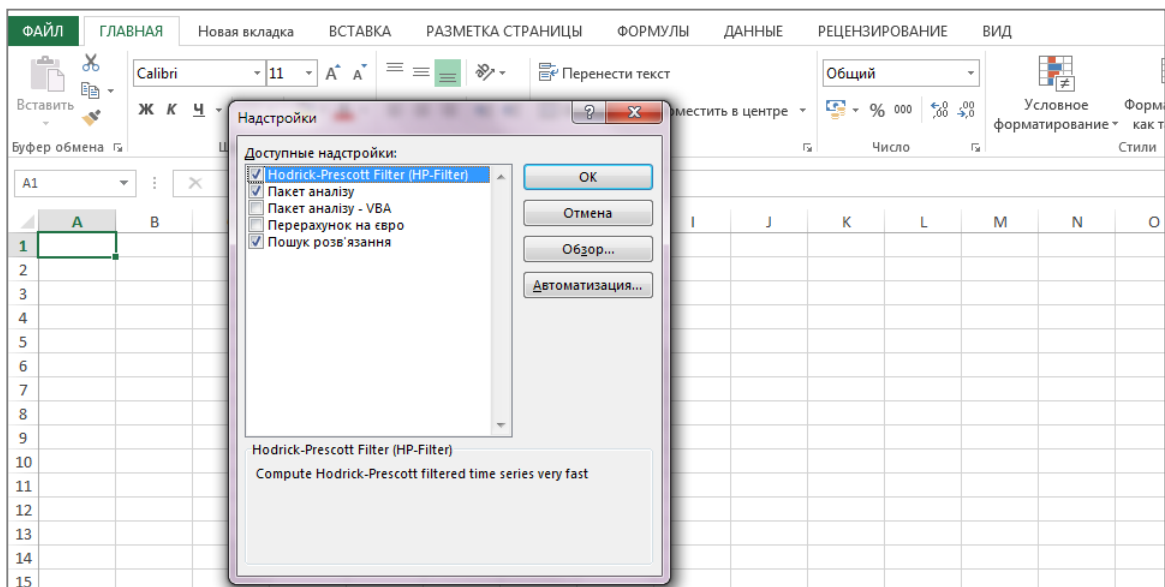 ФАЙЛ ГЛАВНАЯ Новая вкладка ВСТАВКА РАЗМЕТКА СТРАНИЦЫ ФОРМУЛЫ ДАННЫЕ РЕЦЕНЗИРОВАНИЕ ВИД
Calibri 11 Перенести текст Общий
Вставить Ж К Ч местить в центре % 000 Условное
форматирование
Буфер обмена Число Стили
A1
A B I J K L M N O
1
2
3
4
5
6
7
8
9
10
11
12
13
14
15
Надстройки
Доступные надстройки:
Hodrick-Prescott Filter (HP-Filter)
Пакет аналізу
Пакет аналізу - VBA
Перерахунок на євро
Пошук розв'язання
ОК
Отмена
Обзор...
Автоматизация...
Hodrick-Prescott Filter (HP-Filter)
Compute Hodrick-Prescott filtered time series very fast